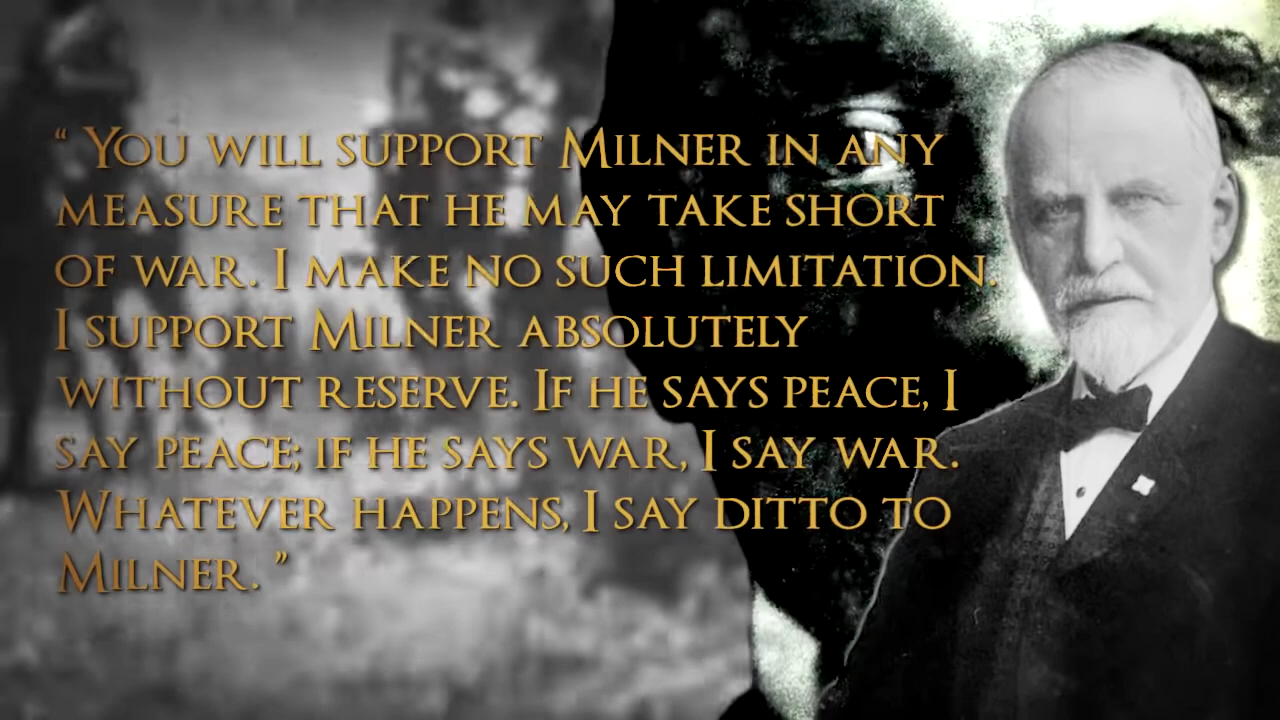 “ You will support Milner in any
measure that he may take short
of war. I make no such limitation.
I support Milner absolutely
without reserve. If he says peace, I
say peace; if he says war, I say war.
Whatever happens, I say ditto to
Milner. ”